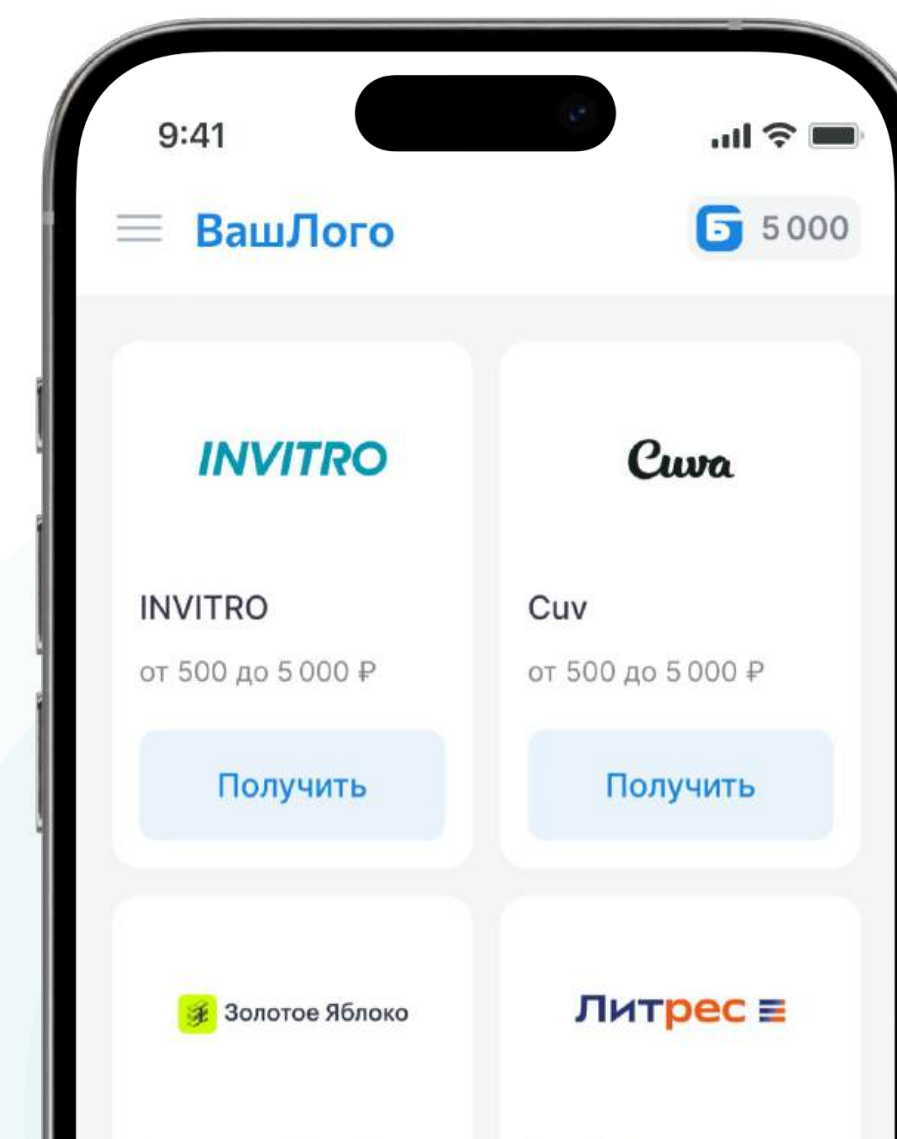 9:41
ВашЛого
Б 5 000
INVITRO
Cuva
INVITRO
Cuv
от 500 до 5 000 ₽
от 500 до 5 000 ₽
Получить
Получить
Золотое Яблоко
Литрес